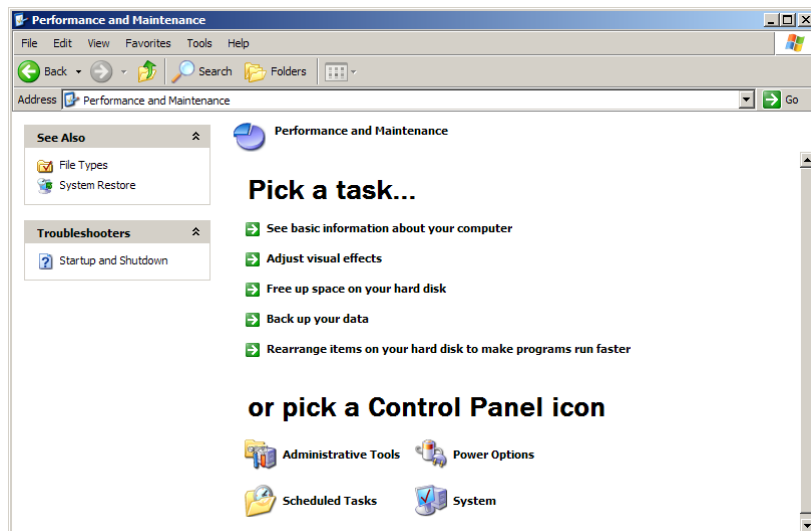 Performance and Maintenance
File Edit View Favorites Tools Help
Back Search Folders
Address Performance and Maintenance Go
See Also
File Types
System Restore
Troubleshooters
Startup and Shutdown
Performance and Maintenance
Pick a task...
See basic information about your computer
Adjust visual effects
Free up space on your hard disk
Back up your data
Rearrange items on your hard disk to make programs run faster
or pick a Control Panel icon
Administrative Tools Power Options
Scheduled Tasks System